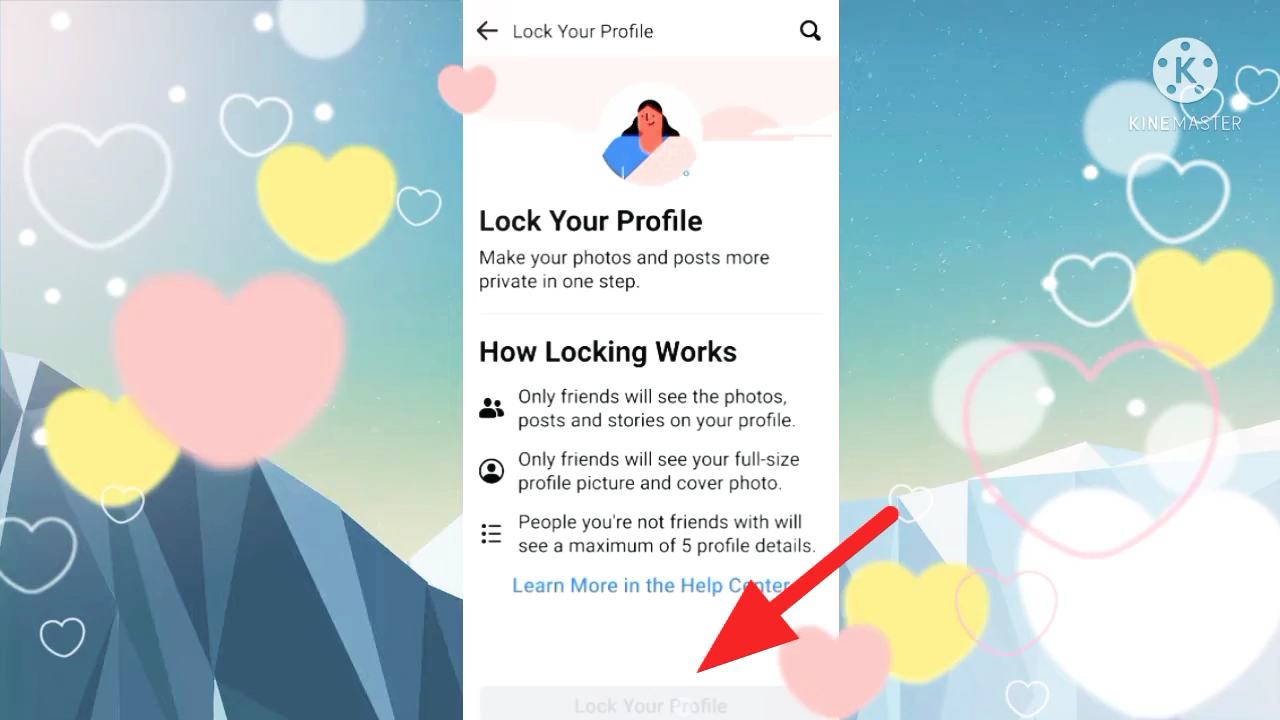 Lock Your Profile
K
KINEMASTER
Lock Your Profile
Make your photos and posts more
private in one step.
How Locking Works
Only friends will see the photos,
posts and stories on your profile.
Only friends will see your full-size
profile picture and cover photo.
People you're not friends with will
see a maximum of 5 profile details.
Learn More in the Help Center
Lock Your Profile